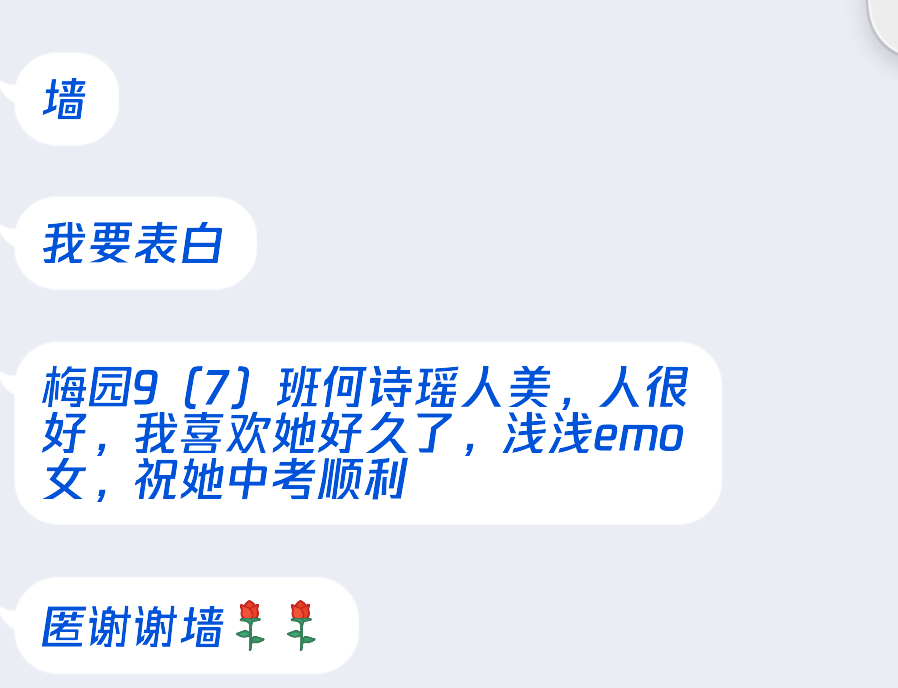 墙
我要表白
梅园9（7）班何诗瑶人美，人很
好，我喜欢她好久了，浅浅emo
女，祝她中考顺利
匿谢谢墙🌹🌹